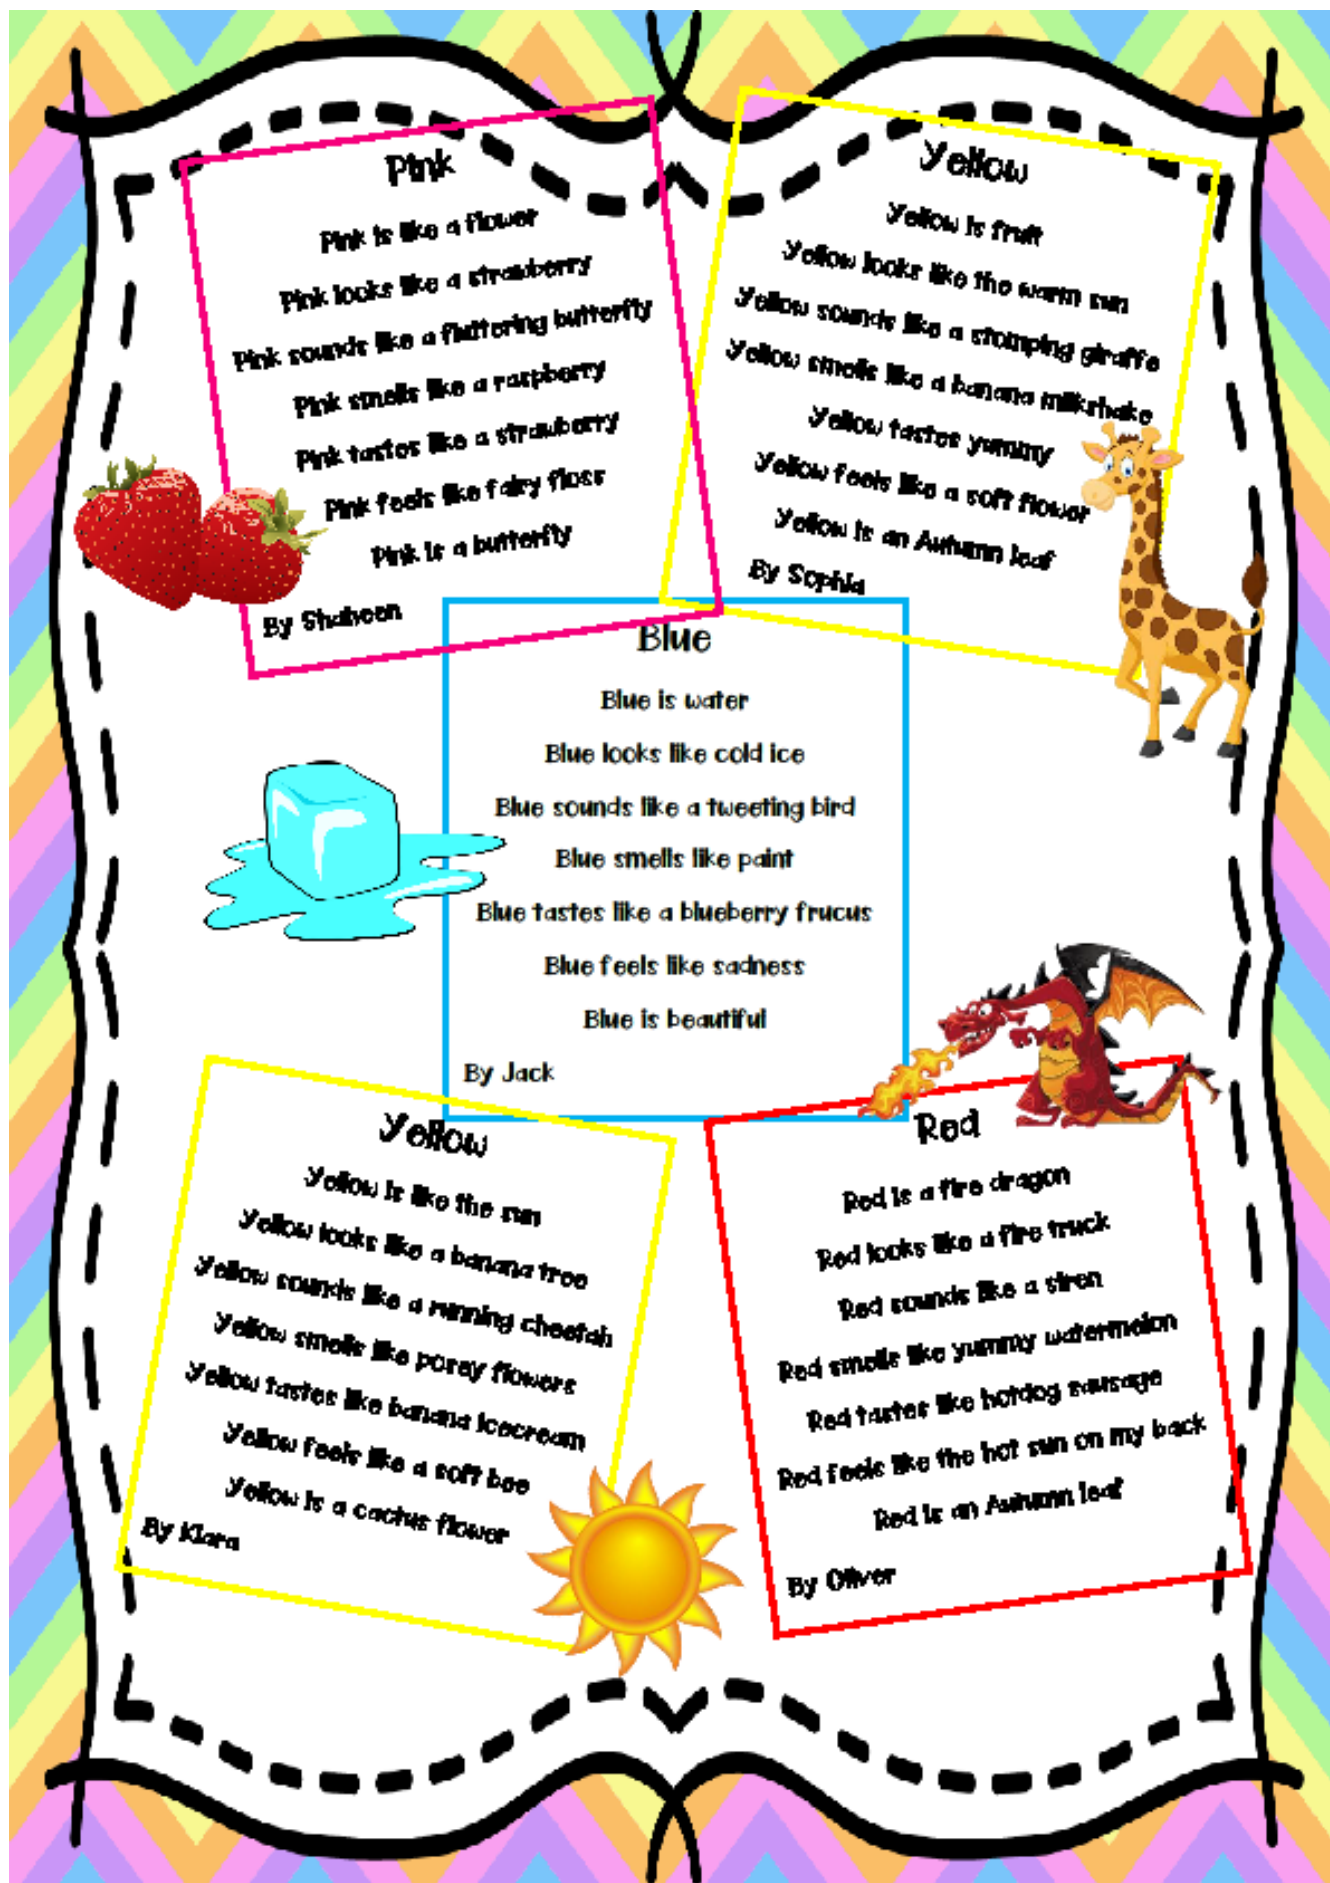 Pink
Pink is like a flower
Pink looks like a strawberry
Pink sounds like a fluttering butterfly
Pink smells like a raspberry
Pink tastes like a strawberry
Pink feels like fairy floss
Pink is a butterfly
By Shaheen
Yellow
Yellow is fruit
Yellow looks like the warm sun
Yellow sounds like a stomping giraffe
Yellow smells like a banana milkshake
Yellow tastes yummy
Yellow feels like a soft flower
Yellow is an Autumn leaf
By Sophia
Blue
Blue is water
Blue looks like cold ice
Blue sounds like a tweeting bird
Blue smells like paint
Blue tastes like a blueberry frucus
Blue feels like sadness
Blue is beautiful
By Jack
Yellow
Yellow is like the sun
Yellow looks like a banana tree
Yellow sounds like a running cheetah
Yellow smells like poray flowers
Yellow tastes like banana icecream
Yellow feels like a soft bee
Yellow is a cactus flower
By Kiara
Red
Red is a fire dragon
Red looks like a fire truck
Red sounds like a siren
Red smells like yummy watermelon
Red tastes like hotdog sausage
Red feels like the hot sun on my back
Red is an Autumn leaf
By Oliver